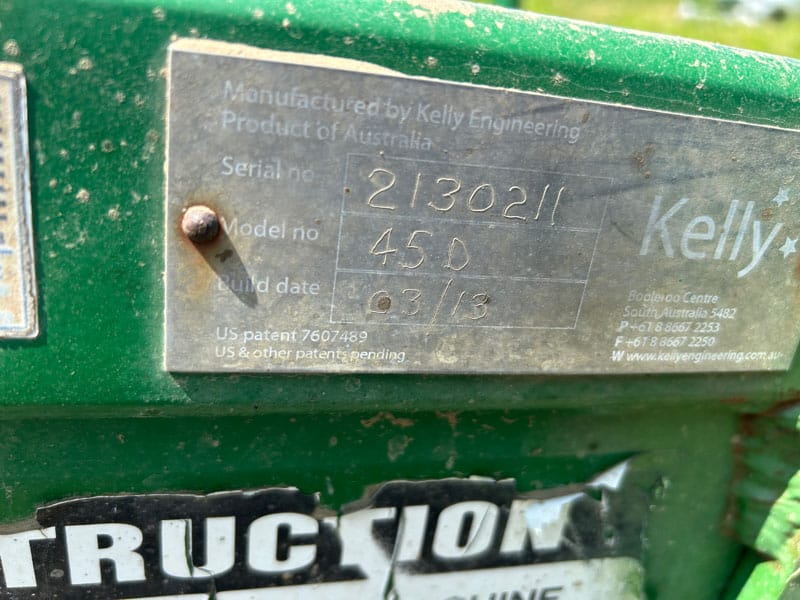 Manufactured by Kelly Engineering
Product of Australia
Serial no 2130211
Model no 45D
Build date 03/13
US patent 7607489
US & other patents pending
Kelly
Booleroo Centre
South Australia 5482
P +61 8 8667 2253
F +61 8 8667 2250
W www.kellyengineering.com.au
TRUCTION
CHINE